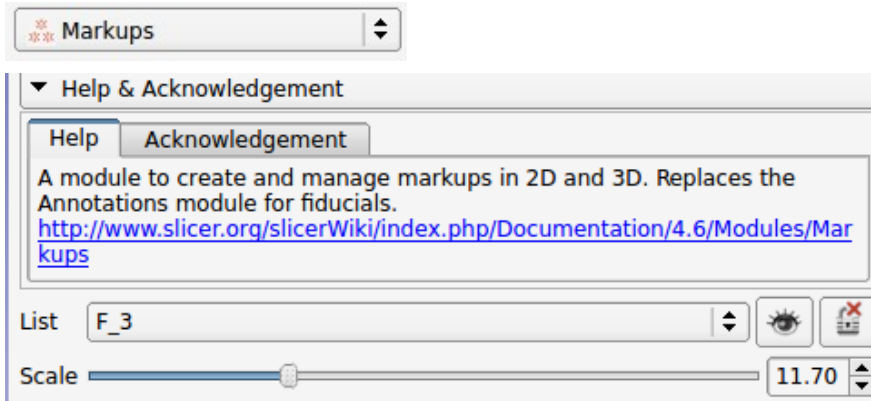 Markups
Help & Acknowledgement
Help Acknowledgement
A module to create and manage markups in 2D and 3D. Replaces the
Annotations module for fiducials.
http://www.slicer.org/slicerWiki/index.php/Documentation/4.6/Modules/Mar
kups
List F_3
Scale 11.70